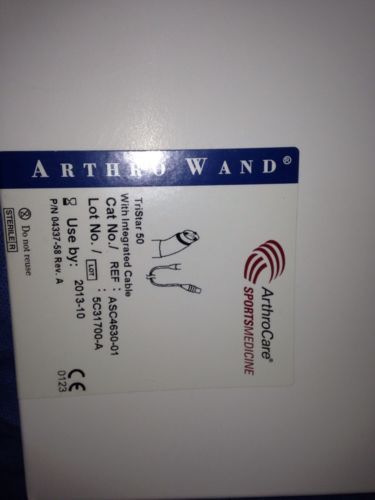 ARTHRO WAND®
ArthroCare®
SPORTSMEDICINE
TriStar 50
With Integrated Cable
Cat No./ REF : ASC4630-01
Lot No. / LOT : 5C31700-A
Use by: 2013-10
P/N 04337-58 Rev. A
STERILE R
Do not reuse
CE
0123